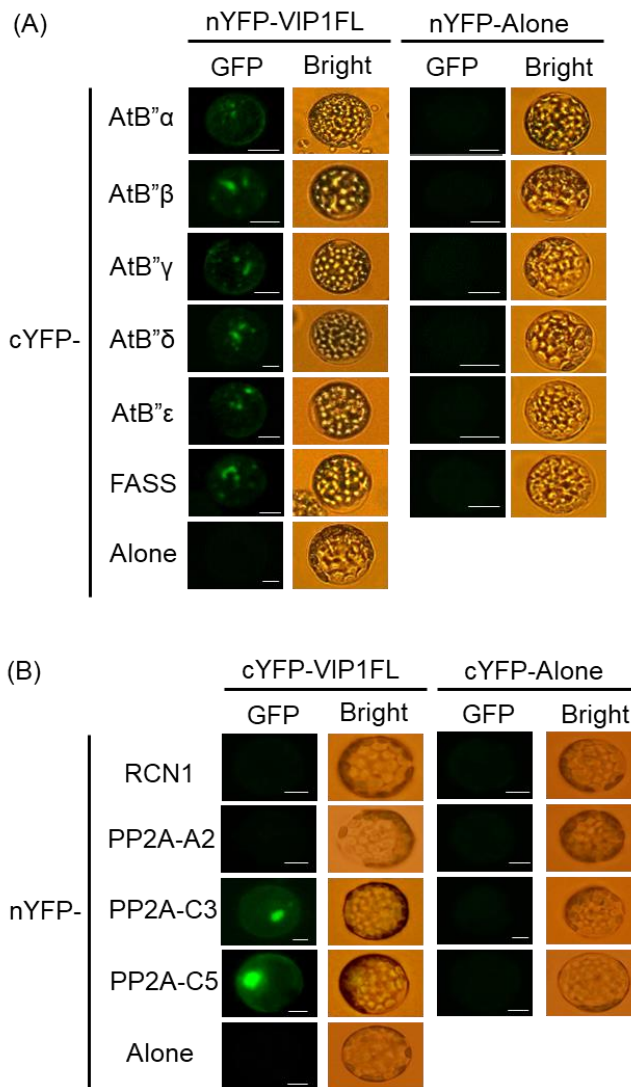 (A)
nYFP-VIP1FL nYFP-Alone
GFP Bright GFP Bright
AtB”α
AtB”β
AtB”γ
cYFP-
AtB”δ
AtB”ε
FASS
Alone
(B)
cYFP-VIP1FL cYFP-Alone
GFP Bright GFP Bright
RCN1
PP2A-A2
nYFP-
PP2A-C3
PP2A-C5
Alone